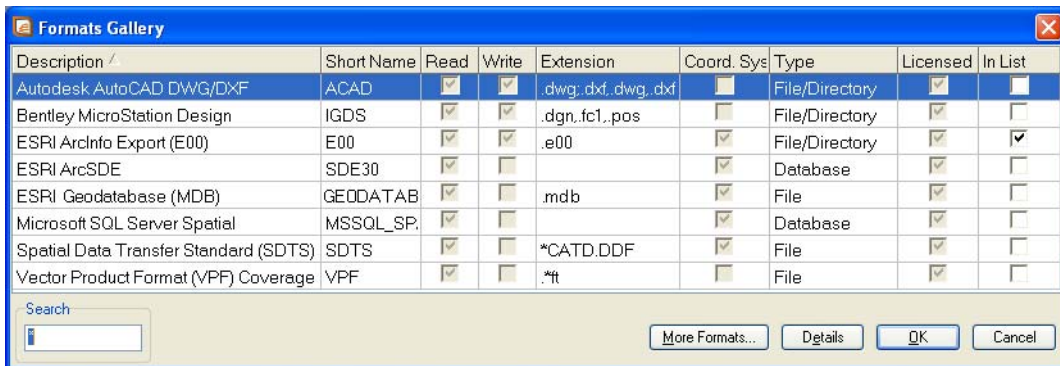 Formats Gallery
Description Short Name Read Write Extension Coord. Sys Type Licensed In List
Autodesk AutoCAD DWG/DXF ACAD .dwg;.dxf,.dwg,.dxf File/Directory
Bentley MicroStation Design IGDS .dgn,.fc1,.pos File/Directory
ESRI ArcInfo Export (E00) E00 .e00 File/Directory
ESRI ArcSDE SDE30 Database
ESRI Geodatabase (MDB) GEODATAB .mdb File
Microsoft SQL Server Spatial MSSQL_SP. Database
Spatial Data Transfer Standard (SDTS) SDTS *CATD.DDF File
Vector Product Format (VPF) Coverage VPF .*ft File
Search
*
More Formats... Details OK Cancel